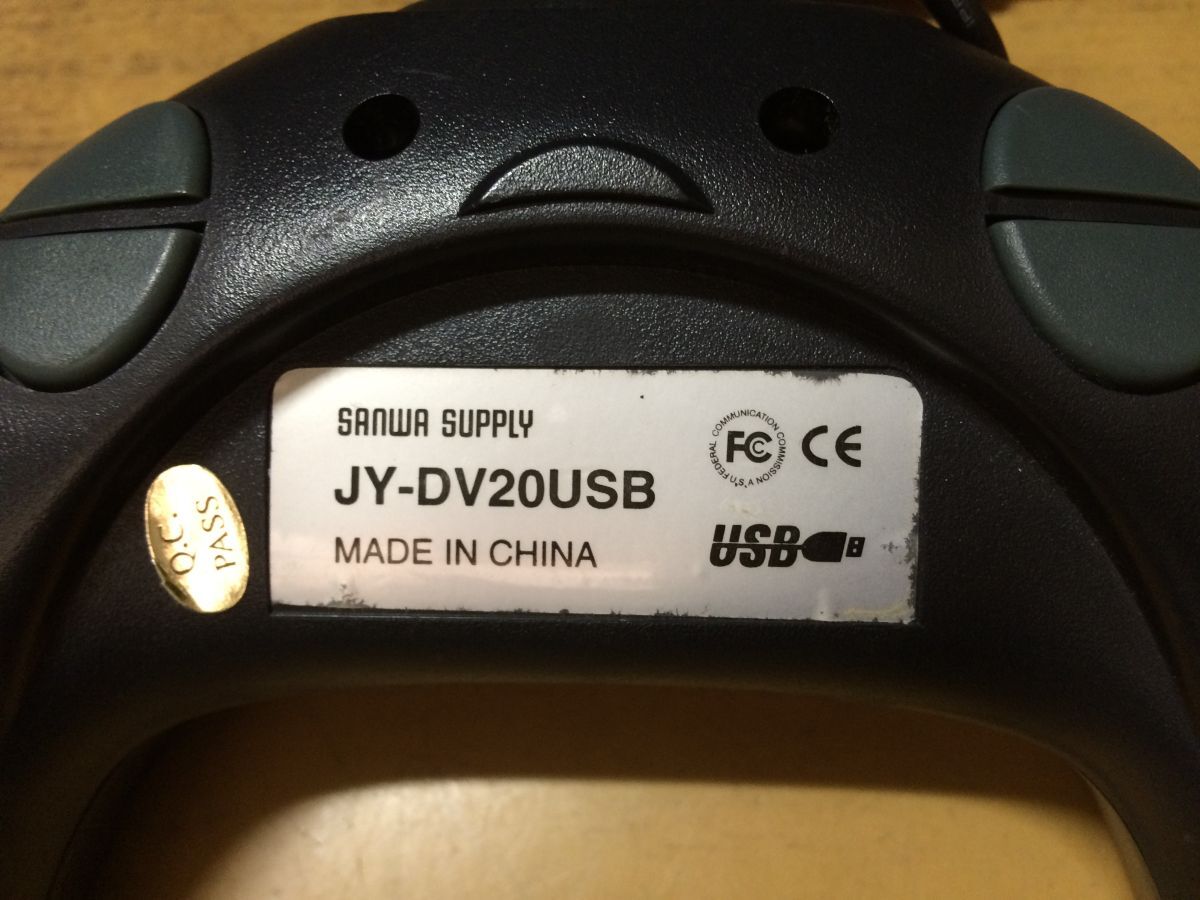 SANWA SUPPLY
JY-DV20USB
MADE IN CHINA
FEDERAL COMMUNICATION COMMISSION U.S.A
FC
CE
USB
Q.C.
PASS